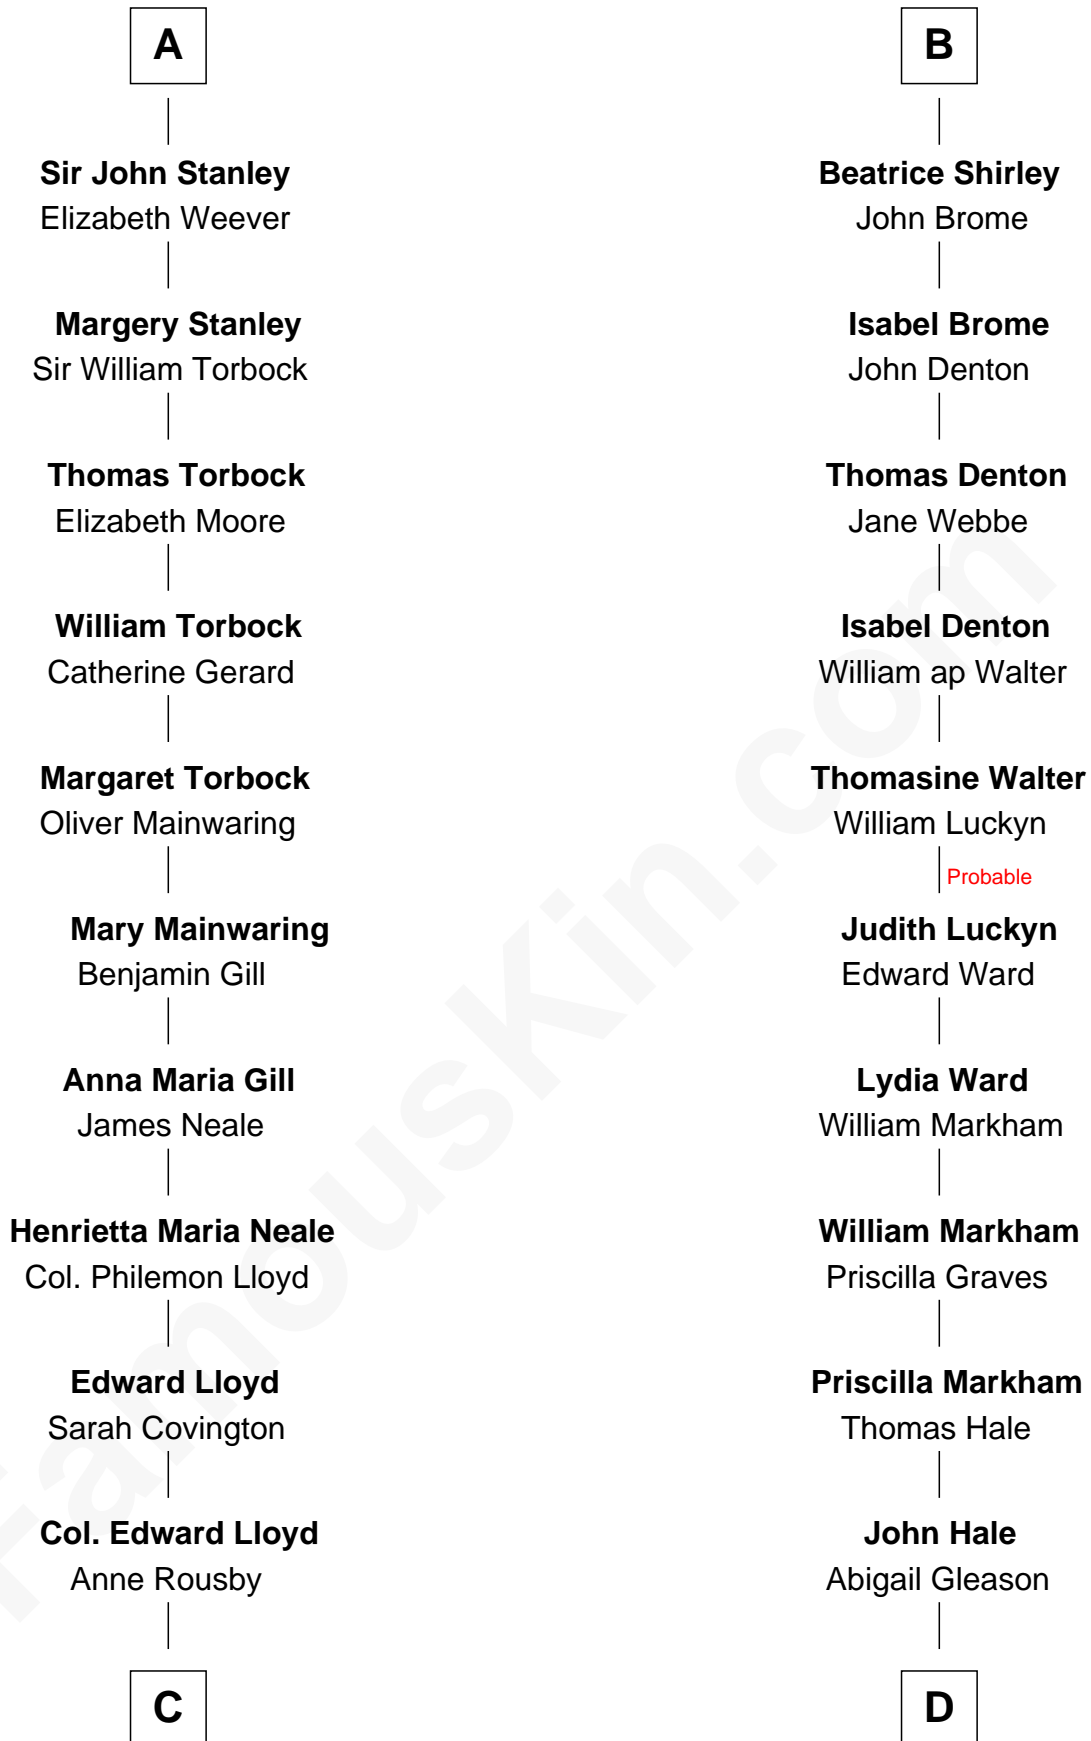 A
Sir John Stanley
Elizabeth Weever
Margery Stanley
Sir William Torbock
Thomas Torbock
Elizabeth Moore
William Torbock
Catherine Gerard
Margaret Torbock
Oliver Mainwaring
Mary Mainwaring
Benjamin Gill
Anna Maria Gill
James Neale
Henrietta Maria Neale
Col. Philemon Lloyd
Edward Lloyd
Sarah Covington
Col. Edward Lloyd
Anne Rousby
C
B
Beatrice Shirley
John Brome
Isabel Brome
John Denton
Thomas Denton
Jane Webbe
Isabel Denton
William ap Walter
Thomasine Walter
William Luckyn
Probable
Judith Luckyn
Edward Ward
Lydia Ward
William Markham
William Markham
Priscilla Graves
Priscilla Markham
Thomas Hale
John Hale
Abigail Gleason
D
FamousKin.com